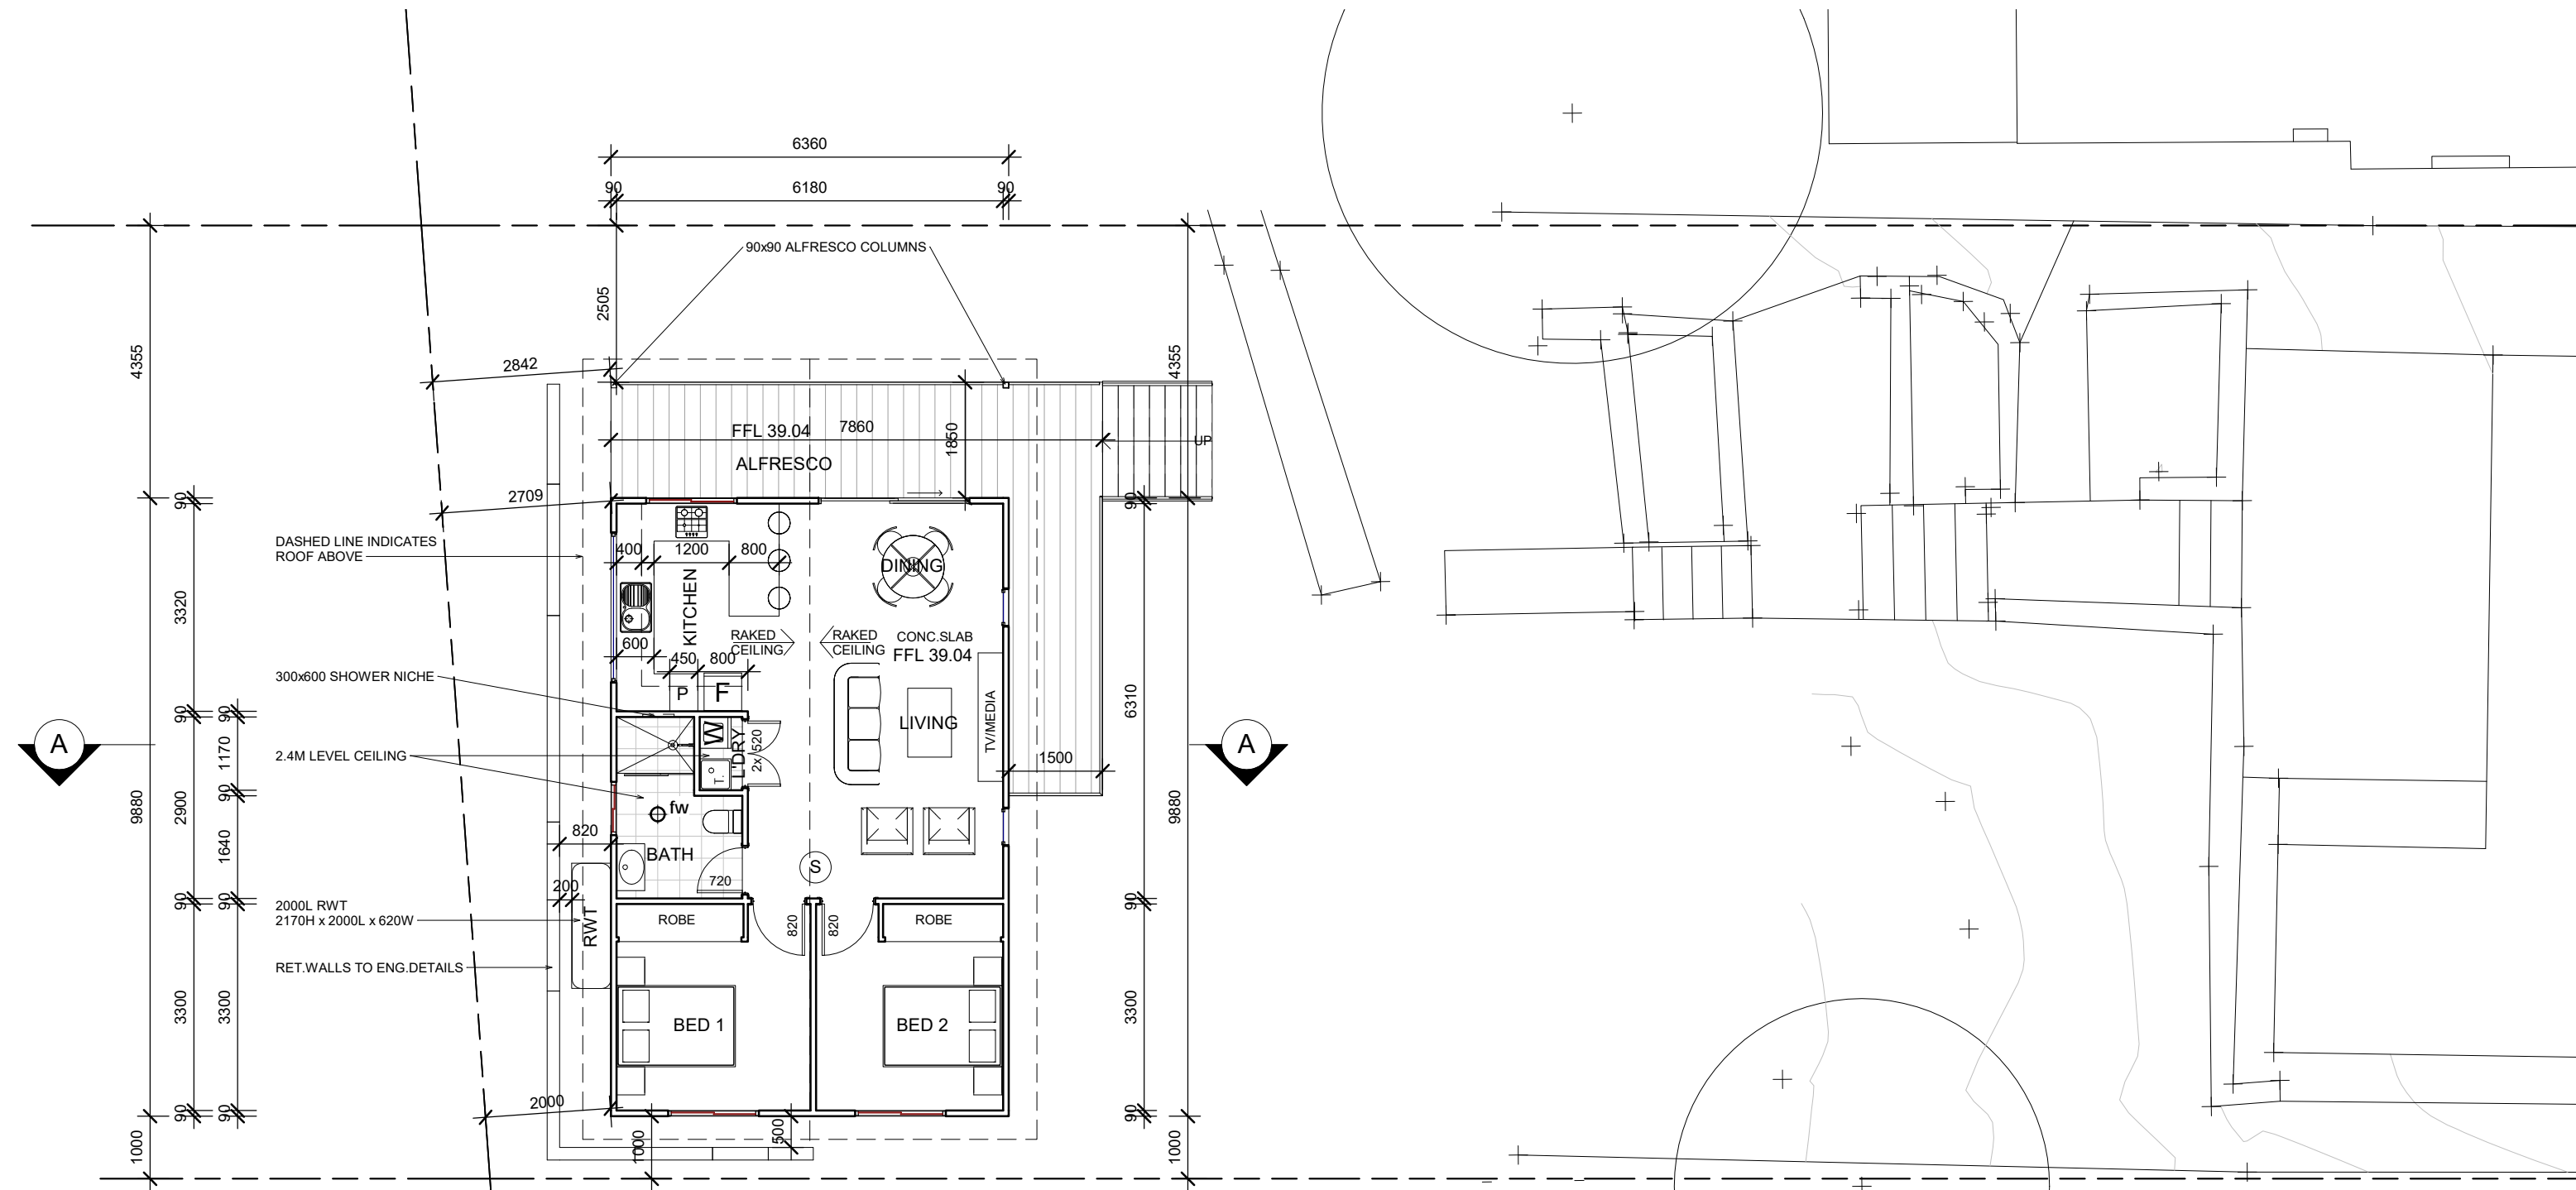 6360
90
6180
90
90x90 ALFRESCO COLUMNS
2505
4355
4355
2842
FFL 39.04
7860
1850
UP
ALFRESCO
2709
90
90
DASHED LINE INDICATES
ROOF ABOVE
400
1200
800
DINING
KITCHEN
3320
RAKED
CEILING
RAKED
CEILING
CONC.SLAB
FFL 39.04
600
450
800
300x600 SHOWER NICHE
P
F
6310
TV/MEDIA
LIVING
90
90
W
L'DRY
2x 520
A
A
1170
2.4M LEVEL CEILING
T.
1500
90
fw
9880
2900
9880
820
1640
BATH
S
720
200
90
90
90
2000L RWT
2170H x 2000L x 620W
RWT
ROBE
820
820
ROBE
RET.WALLS TO ENG.DETAILS
3300
3300
3300
BED 1
BED 2
2000
90
90
90
1000
1000
500
1000